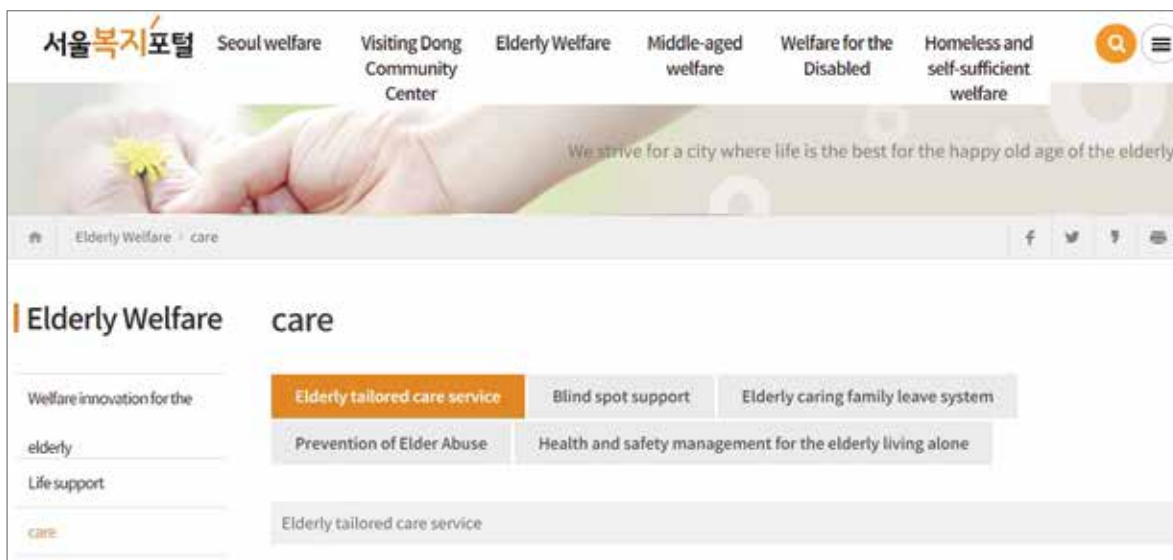 서울복지포털
Seoul welfare
Visiting Dong
Community
Center
Elderly Welfare
Middle-aged
welfare
Welfare for the
Disabled
Homeless and
self-sufficient
welfare
We strive for a city where life is the best for the happy old age of the elderly
Elderly Welfare › care
Elderly Welfare
care
Welfare innovation for the
elderly
Life support
care
Elderly tailored care service
Blind spot support
Elderly caring family leave system
Prevention of Elder Abuse
Health and safety management for the elderly living alone
Elderly tailored care service